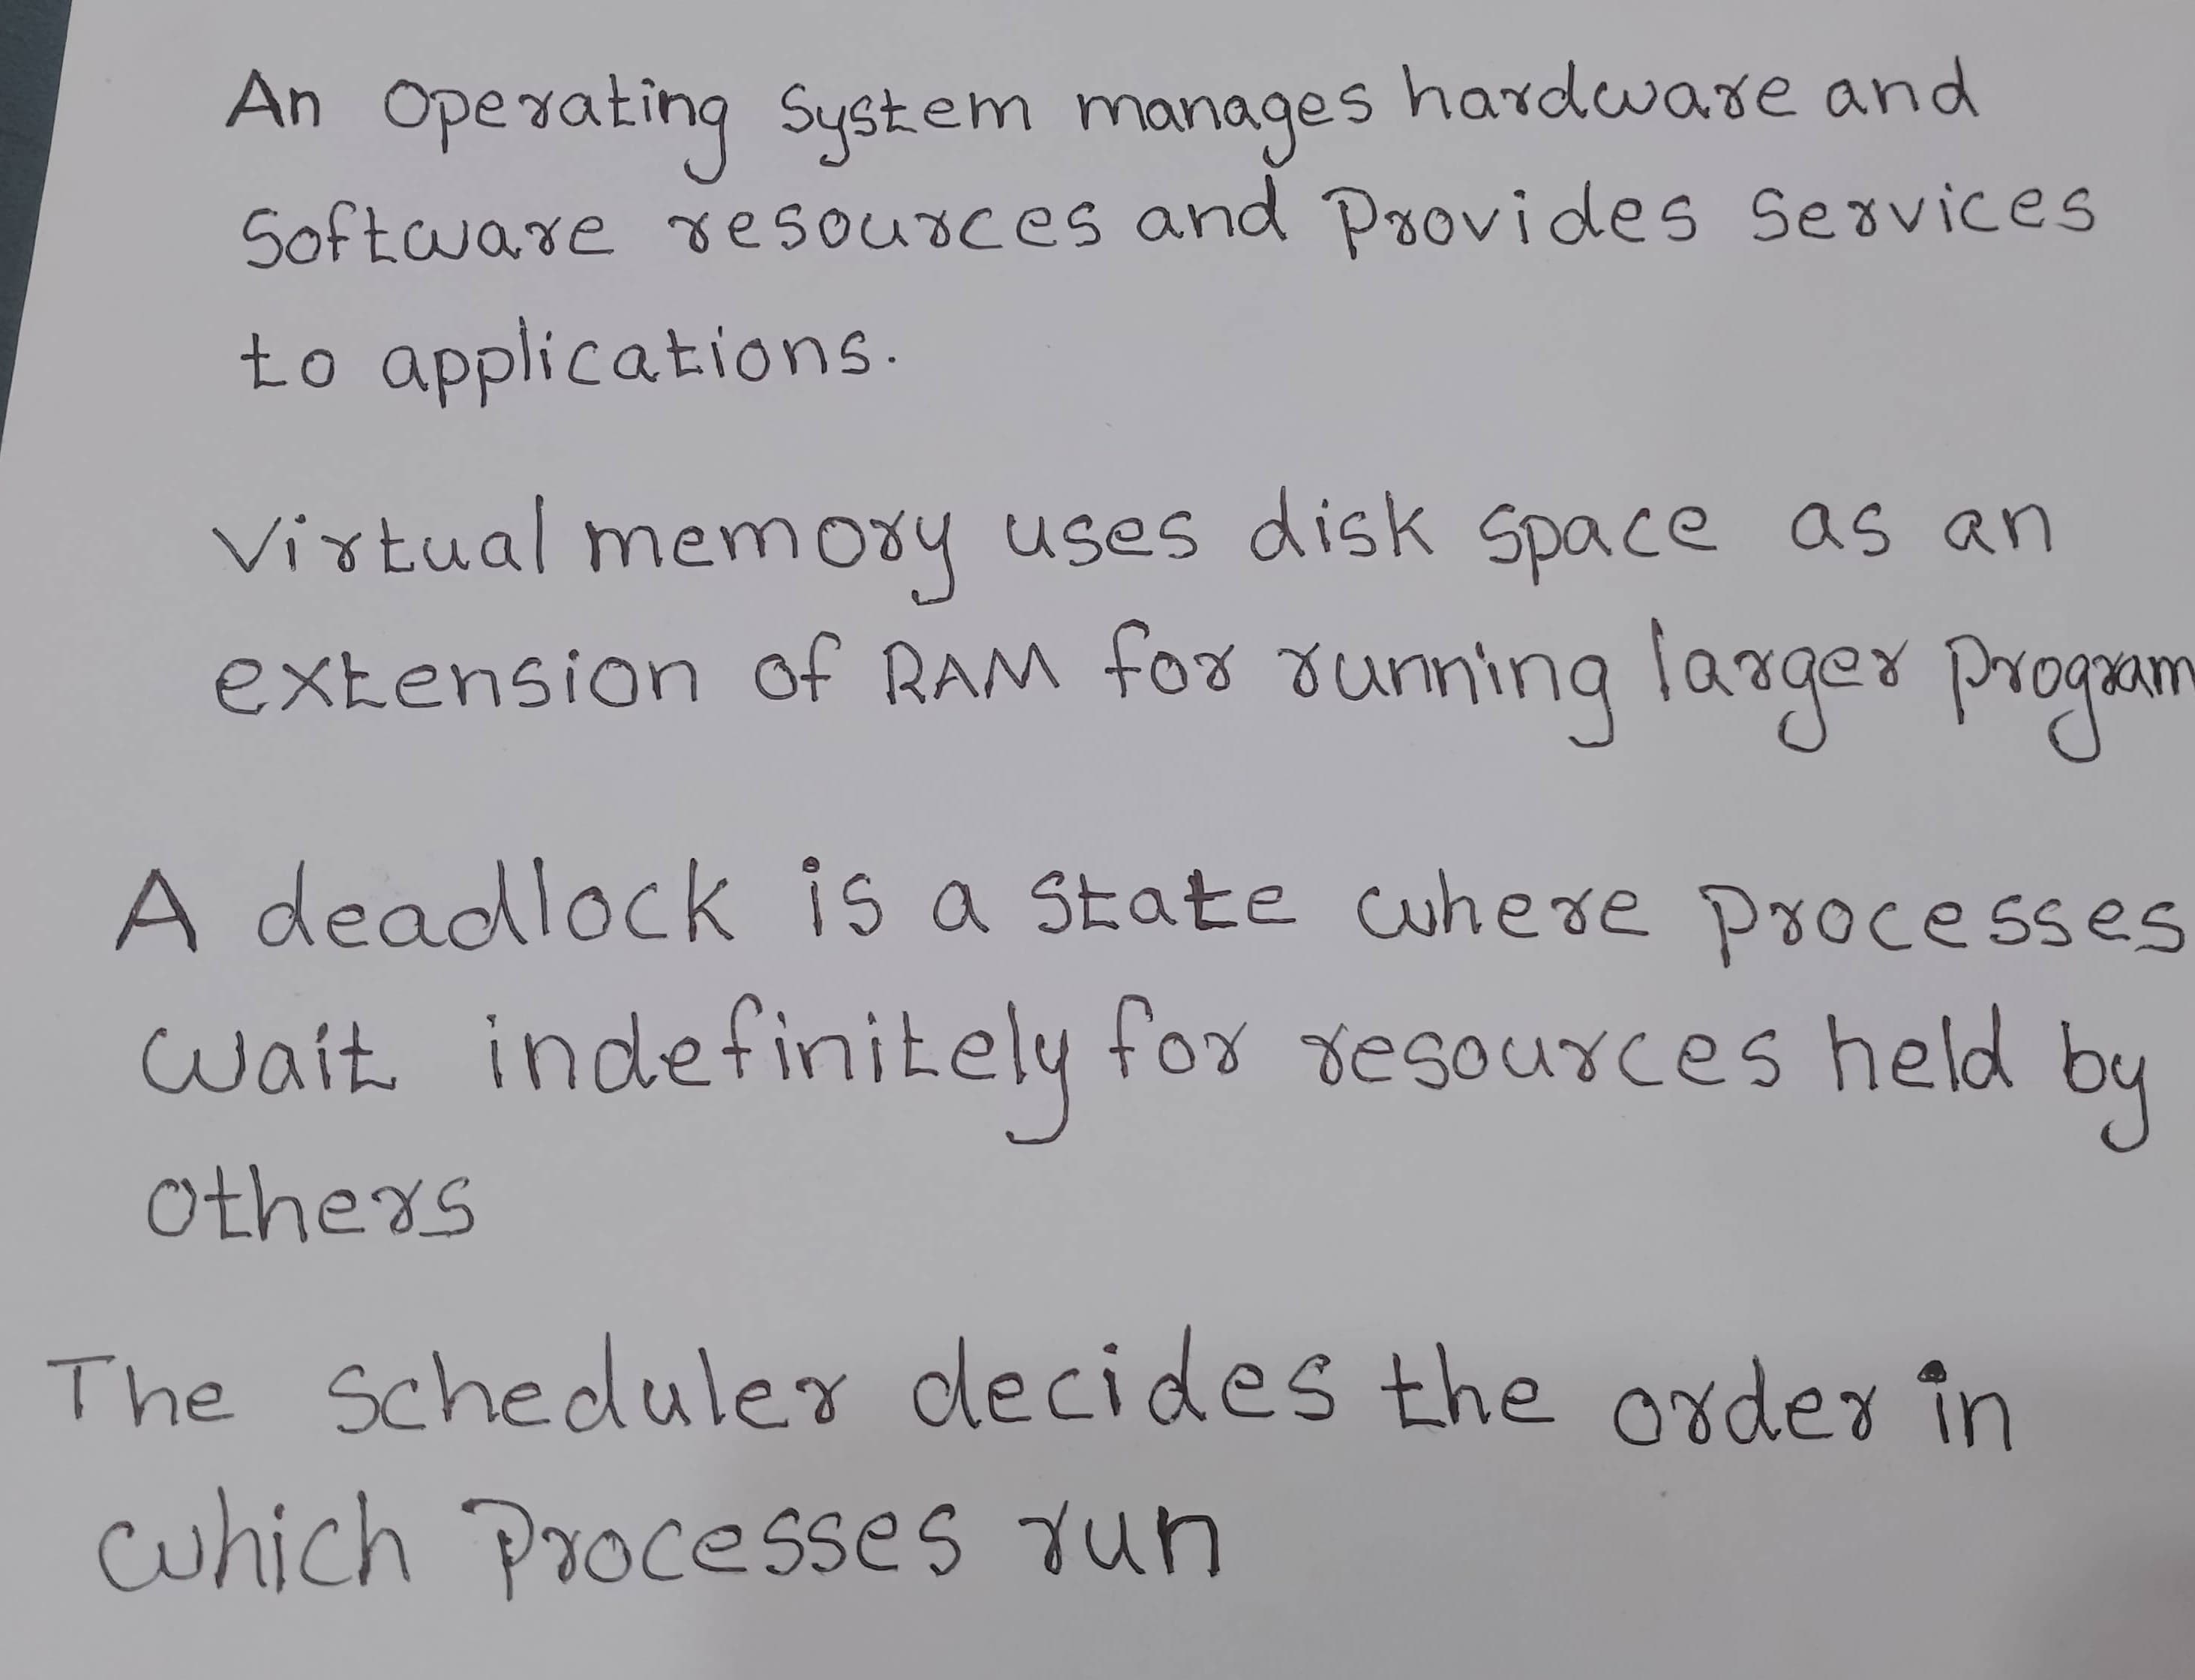 An operating system manages hardware and
Software resources and Provides Services
to applications.
Virtual memory uses disk space as an
extension of RAM for running larger Program
A deadlock is a state where processes
wait indefinitely for resources held by
others
The scheduler decides the order in
which Processes run